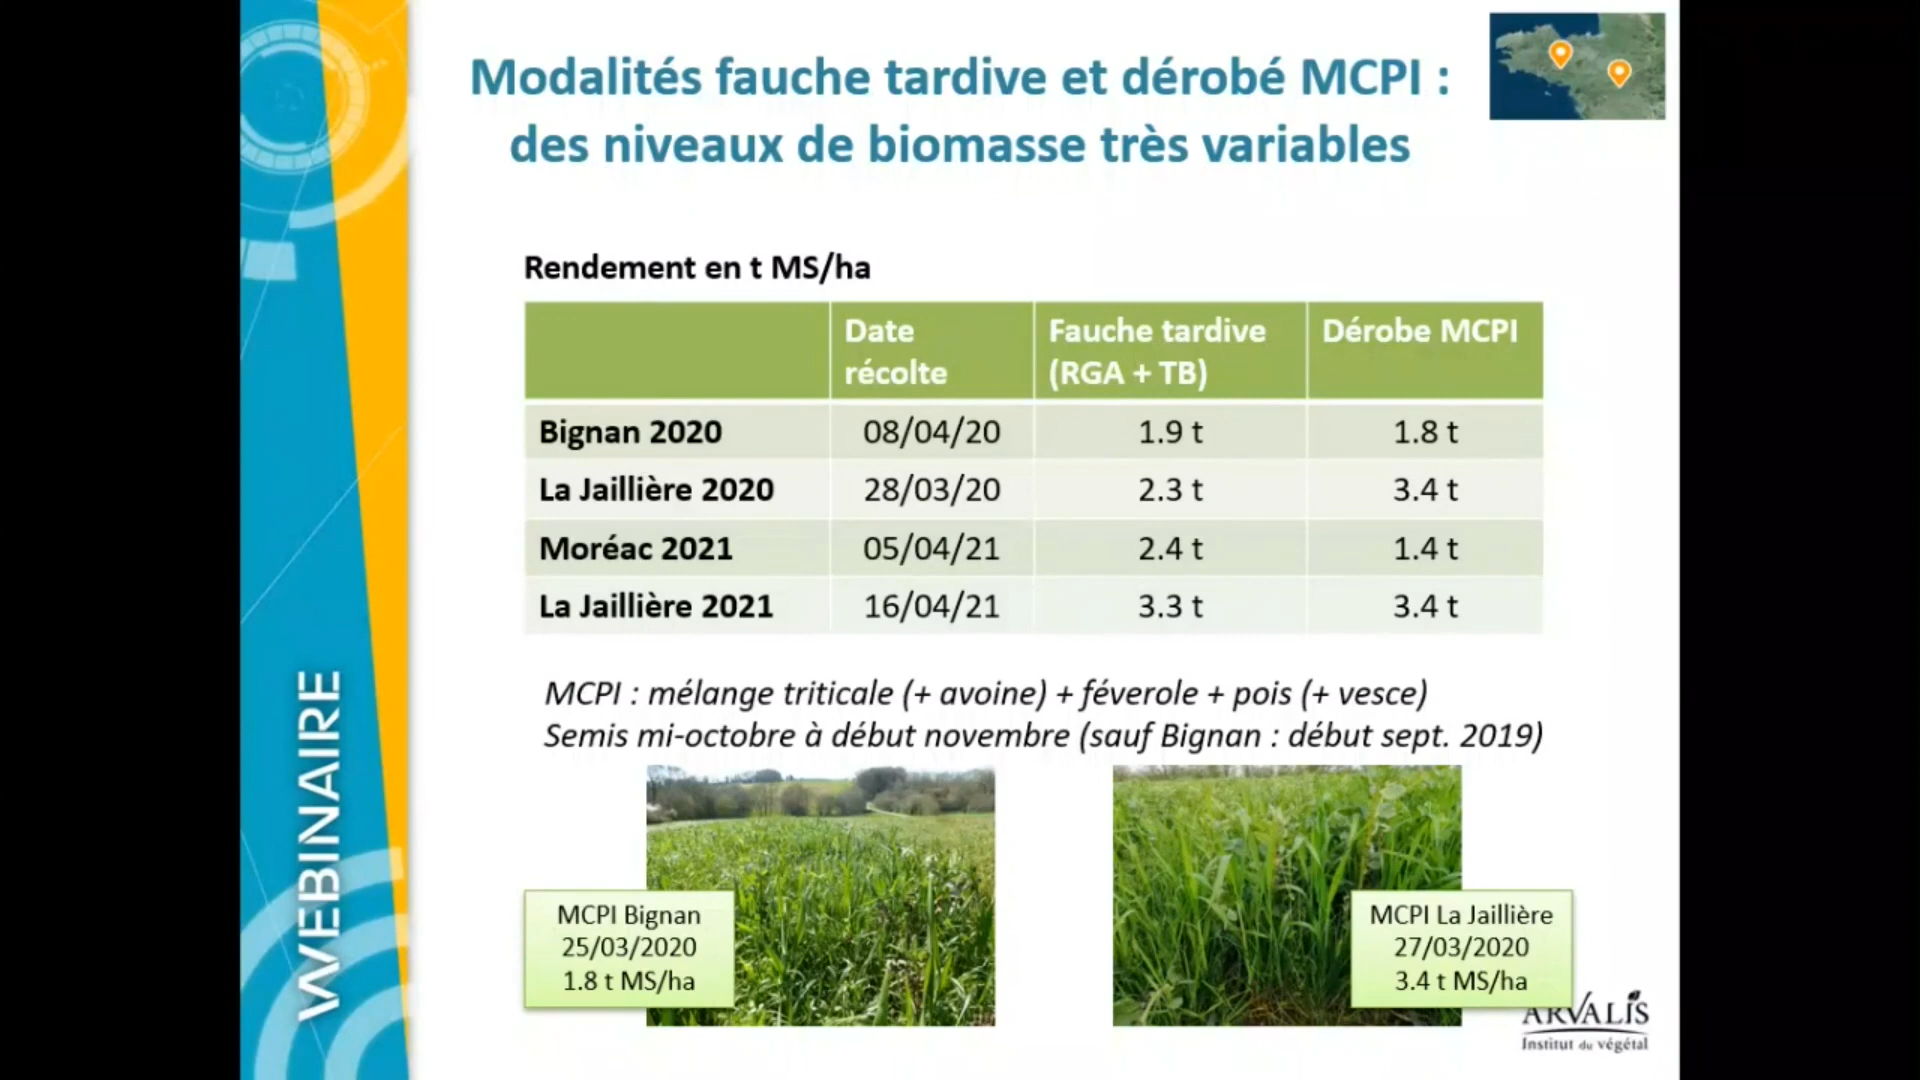 Modalités fauche tardive et dérobé MCPI :
des niveaux de biomasse très variables
Rendement en t MS/ha
Date récolte Fauche tardive (RGA + TB) Dérobe MCPI
Bignan 2020 08/04/20 1.9 t 1.8 t
La Jaillière 2020 28/03/20 2.3 t 3.4 t
Moréac 2021 05/04/21 2.4 t 1.4 t
La Jaillière 2021 16/04/21 3.3 t 3.4 t
MCPI : mélange triticale (+ avoine) + féverole + pois (+ vesce)
Semis mi-octobre à début novembre (sauf Bignan : début sept. 2019)
MCPI Bignan
25/03/2020
1.8 t MS/ha
MCPI La Jaillière
27/03/2020
3.4 t MS/ha
ARVALIS
Institut du végétal
WEBINAIRE